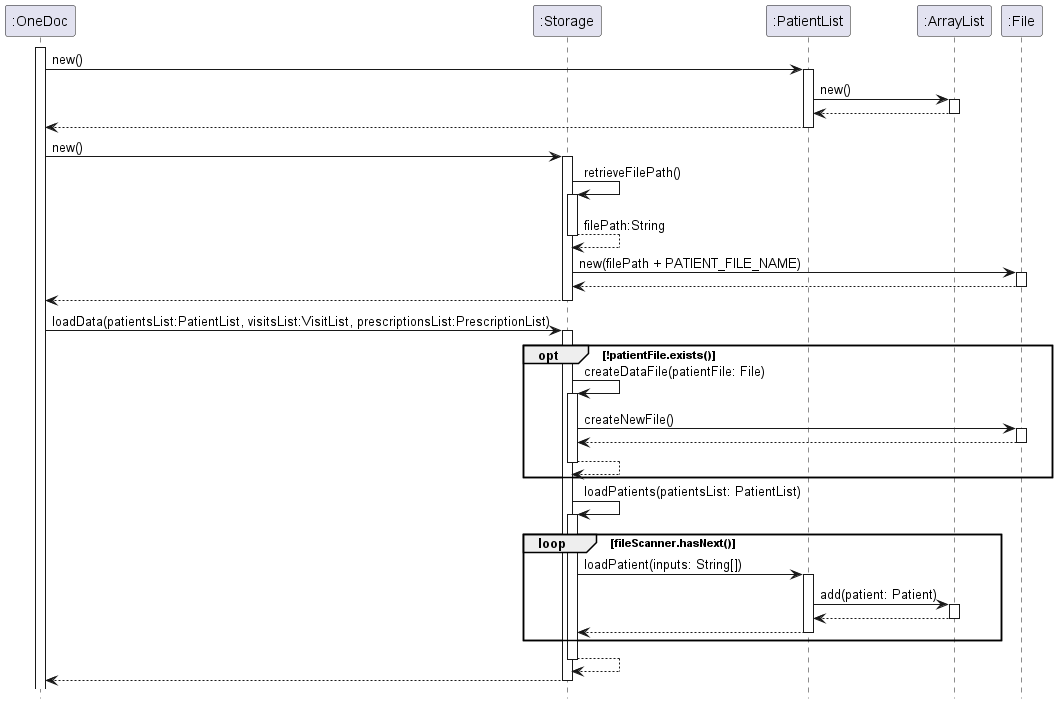 :OneDoc :Storage :PatientList :ArrayList :File
new()
new()
new()
retrieveFilePath()
filePath:String
new(filePath + PATIENT_FILE_NAME)
loadData(patientsList:PatientList, visitsList:VisitList, prescriptionsList:PrescriptionList)
opt [!patientFile.exists()]
createDataFile(patientFile: File)
createNewFile()
loadPatients(patientsList: PatientList)
loop [fileScanner.hasNext()]
loadPatient(inputs: String[])
add(patient: Patient)